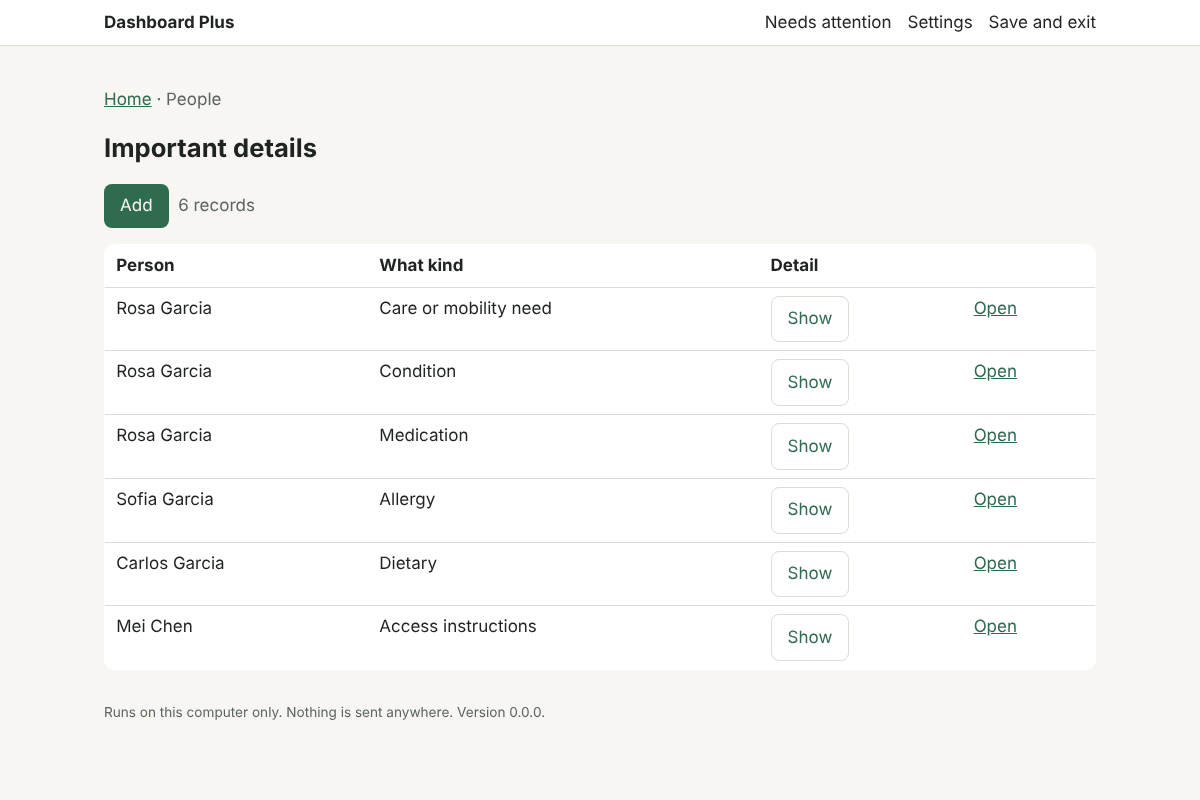 Dashboard Plus Needs attention Settings Save and exit
Home · People
Important details
Add 6 records
Person What kind Detail
Rosa Garcia Care or mobility need Show Open
Rosa Garcia Condition Show Open
Rosa Garcia Medication Show Open
Sofia Garcia Allergy Show Open
Carlos Garcia Dietary Show Open
Mei Chen Access instructions Show Open
Runs on this computer only. Nothing is sent anywhere. Version 0.0.0.